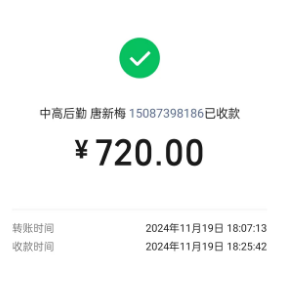 中高后勤 唐新梅 15087398186已收款
¥720.00
转账时间 2024年11月19日 18:07:13
收款时间 2024年11月19日 18:25:42